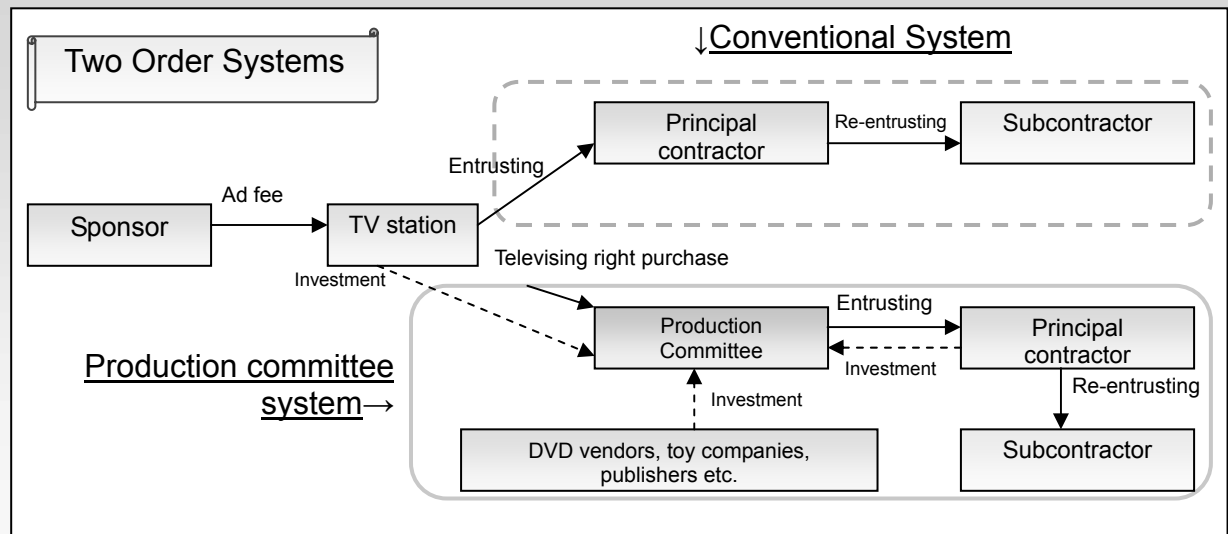 Two Order Systems
↓Conventional System
Principal
contractor
Re-entrusting
Subcontractor
Entrusting
Ad fee
Sponsor
TV station
Televising right purchase
Investment
Production
Committee
Entrusting
Principal
contractor
Investment
Production committee
system→
Investment
Re-entrusting
DVD vendors, toy companies,
publishers etc.
Subcontractor